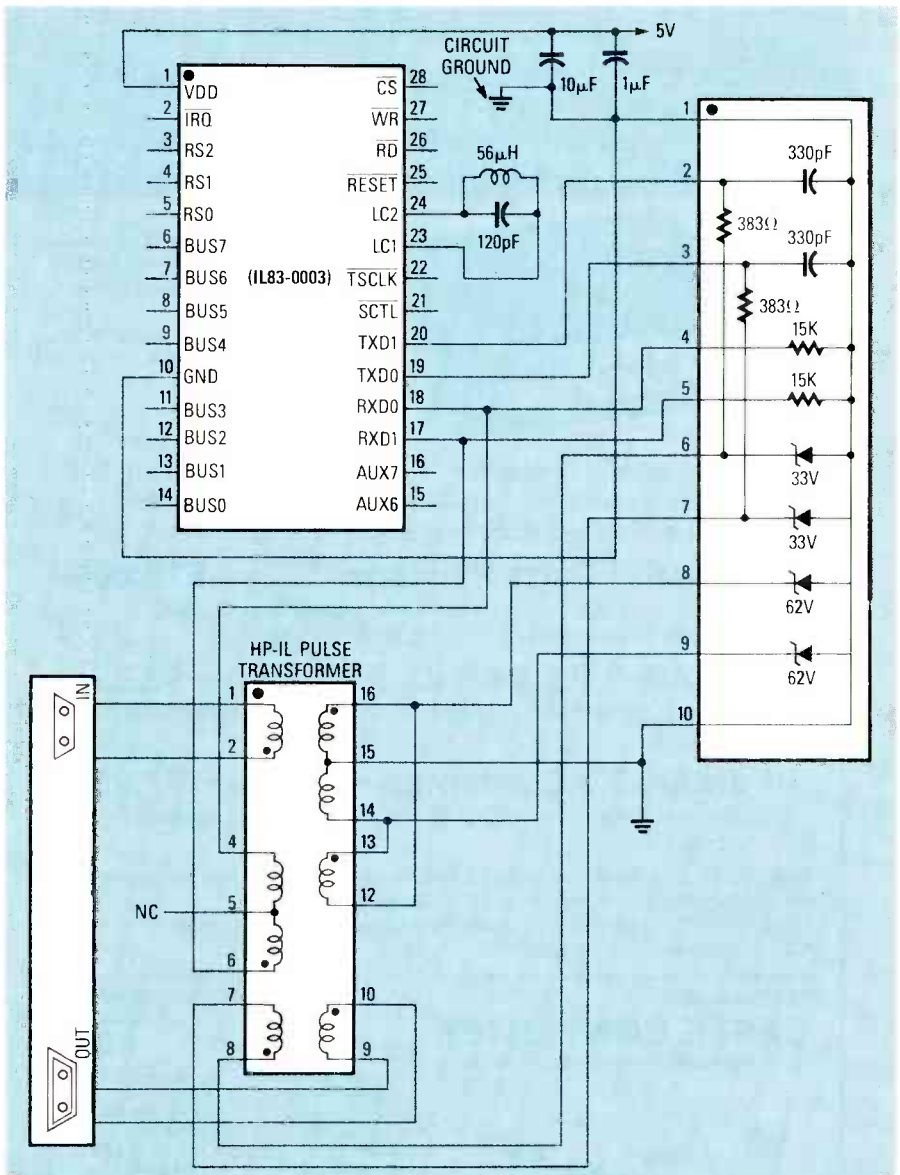 5V
CIRCUIT
GROUND
10µF
1µF
1
VDD
2
IRQ
3
RS2
4
RS1
5
RS0
6
BUS7
7
BUS6
8
BUS5
9
BUS4
10
GND
11
BUS3
12
BUS2
13
BUS1
14
BUS0
(IL83-0003)
28
CS
27
WR
26
RD
25
RESET
24
LC2
23
LC1
22
TSCLK
21
SCTL
20
TXD1
19
TXD0
18
RXD0
17
RXD1
16
AUX7
15
AUX6
56µH
120pF
1
2
330pF
383Ω
3
330pF
383Ω
4
15K
5
15K
6
33V
7
33V
8
62V
9
62V
10
HP-IL PULSE
TRANSFORMER
1
2
4
5
6
7
8
16
15
14
13
12
10
9
NC
IN
OUT